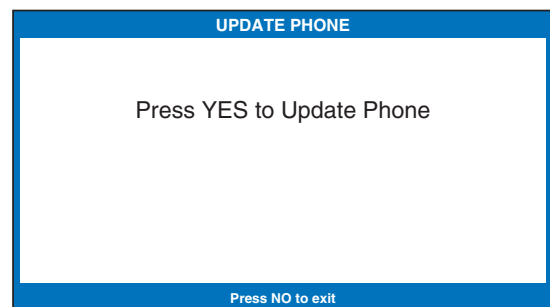 UPDATE PHONE
Press YES to Update Phone
Press NO to exit